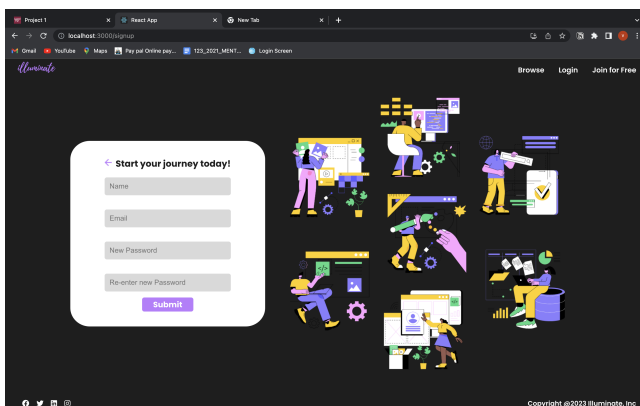 Project 1
React App
New Tab
localhost:3000/signup
Gmail
YouTube
Maps
Pay pal Online pay...
123_2021_MENT...
Login Screen
illuminate
Browse
Login
Join for Free
Start your journey today!
Name
Email
New Password
Re-enter new Password
Submit
</>
Copyright @2023 Illuminate, Inc